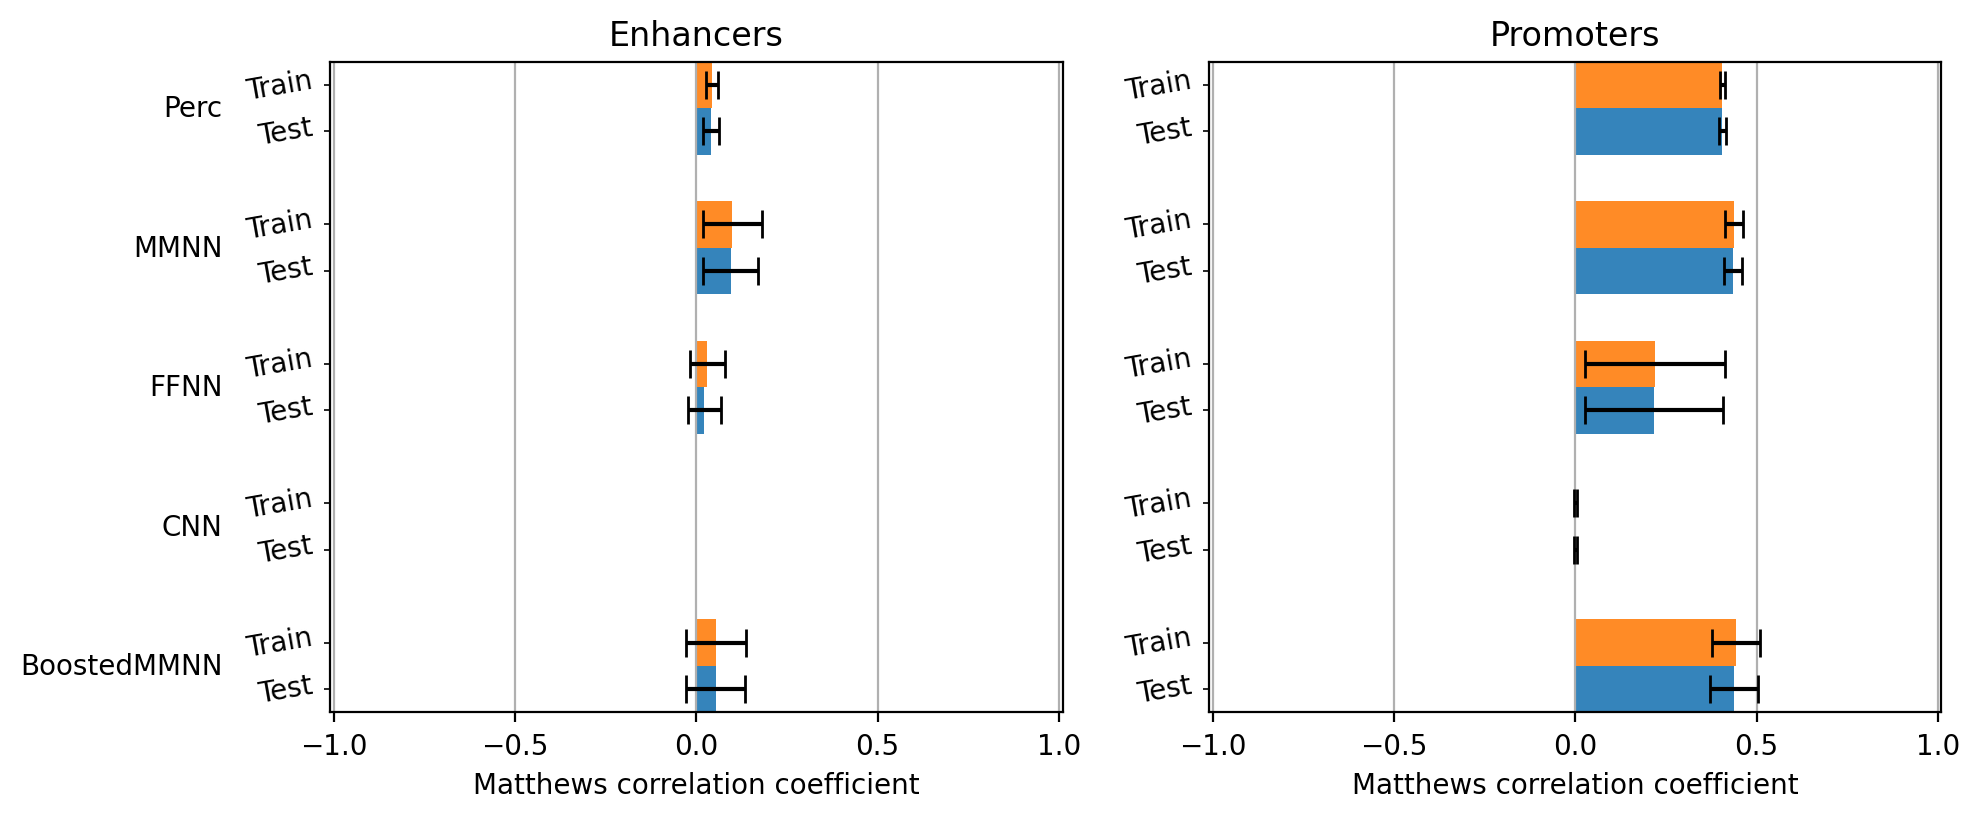 Enhancers
Promoters
Perc
Train
Test
Train
Test
MMNN
Train
Test
Train
Test
FFNN
Train
Test
Train
Test
CNN
Train
Test
Train
Test
BoostedMMNN
Train
Test
Train
Test
−1.0 −0.5 0.0 0.5 1.0
−1.0 −0.5 0.0 0.5 1.0
Matthews correlation coefficient
Matthews correlation coefficient